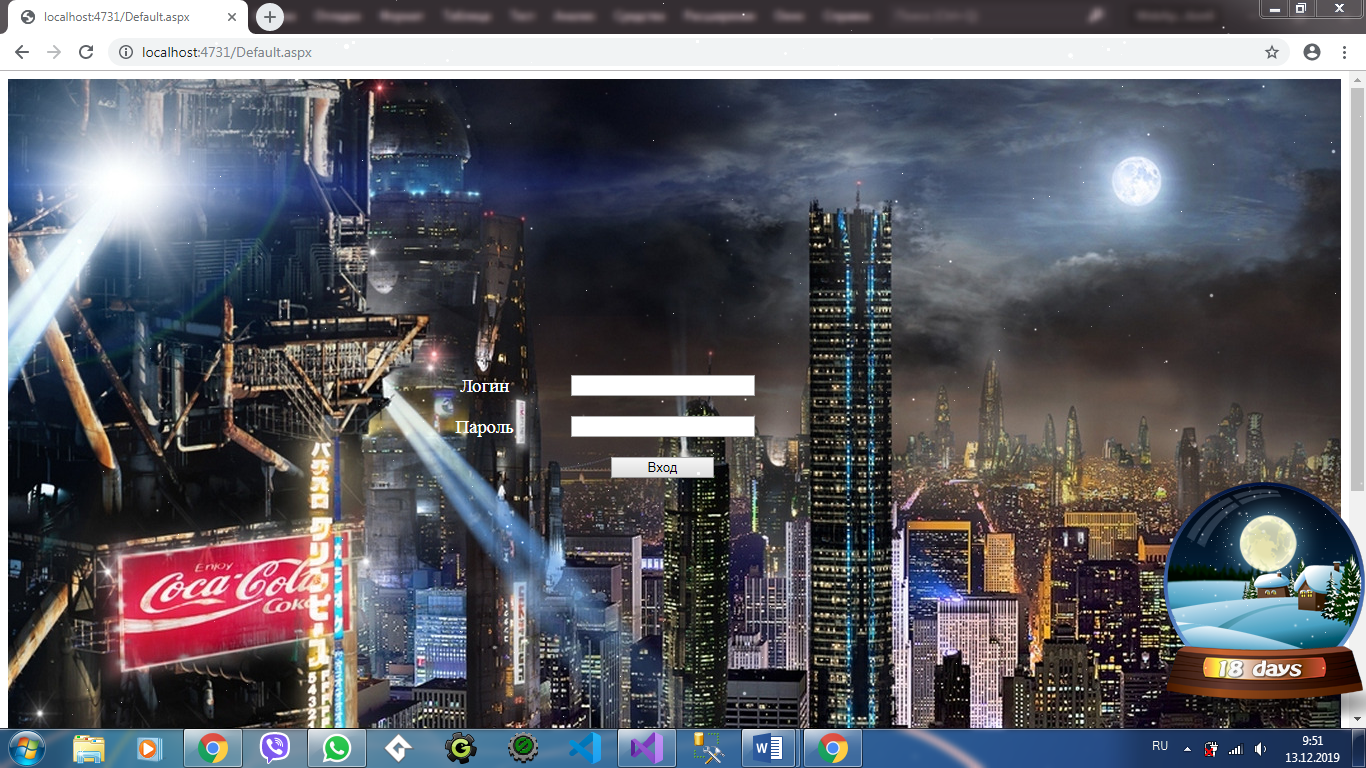 localhost:4731/Default.aspx
localhost:4731/Default.aspx
Логин
Пароль
Вход
Enjoy
Coca-Cola
Coke
18 days
W
RU
9:51
13.12.2019